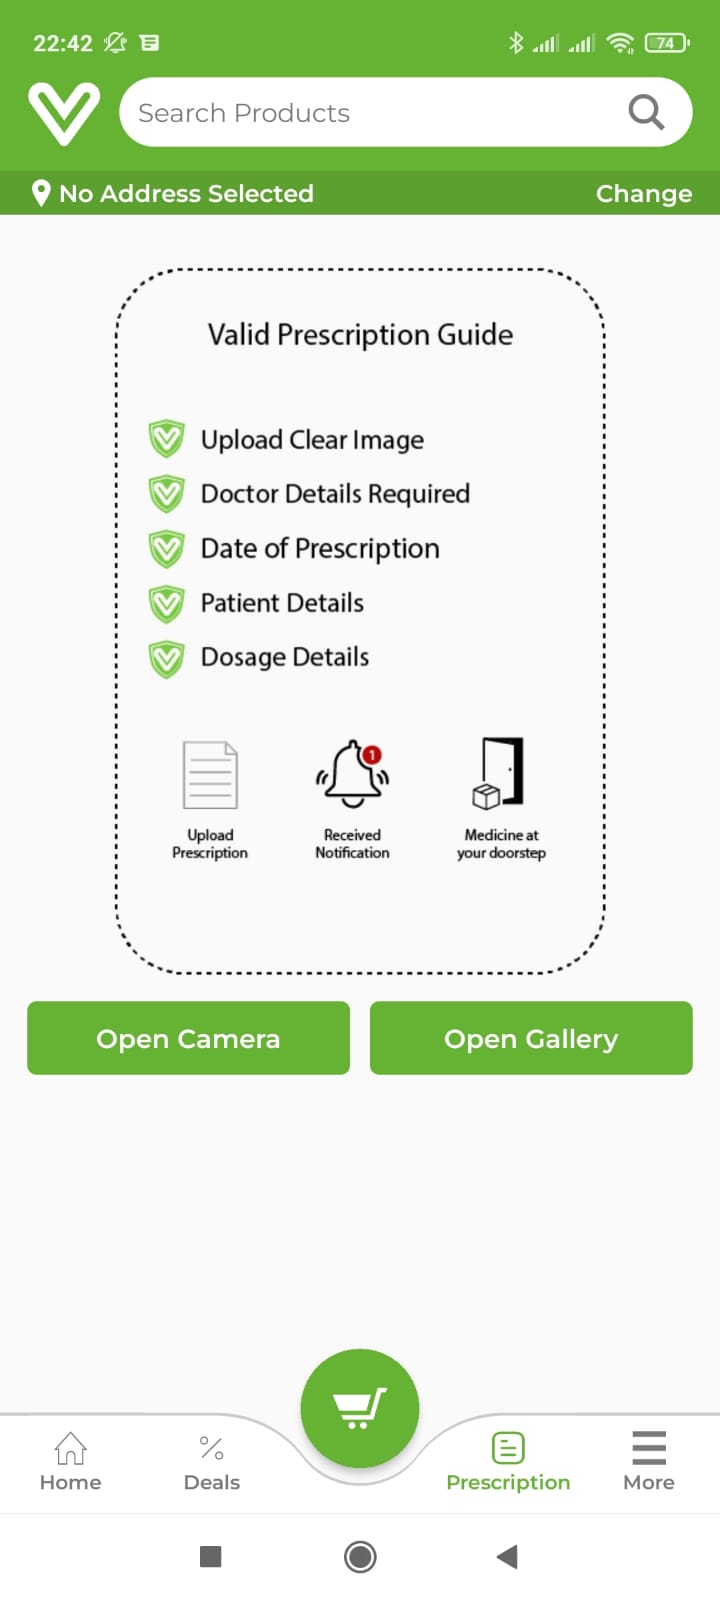 22:42
74
Search Products
No Address Selected
Change
Valid Prescription Guide
Upload Clear Image
Doctor Details Required
Date of Prescription
Patient Details
Dosage Details
1
Upload
Prescription
Received
Notification
Medicine at
your doorstep
Open Camera
Open Gallery
Home
Deals
Prescription
More